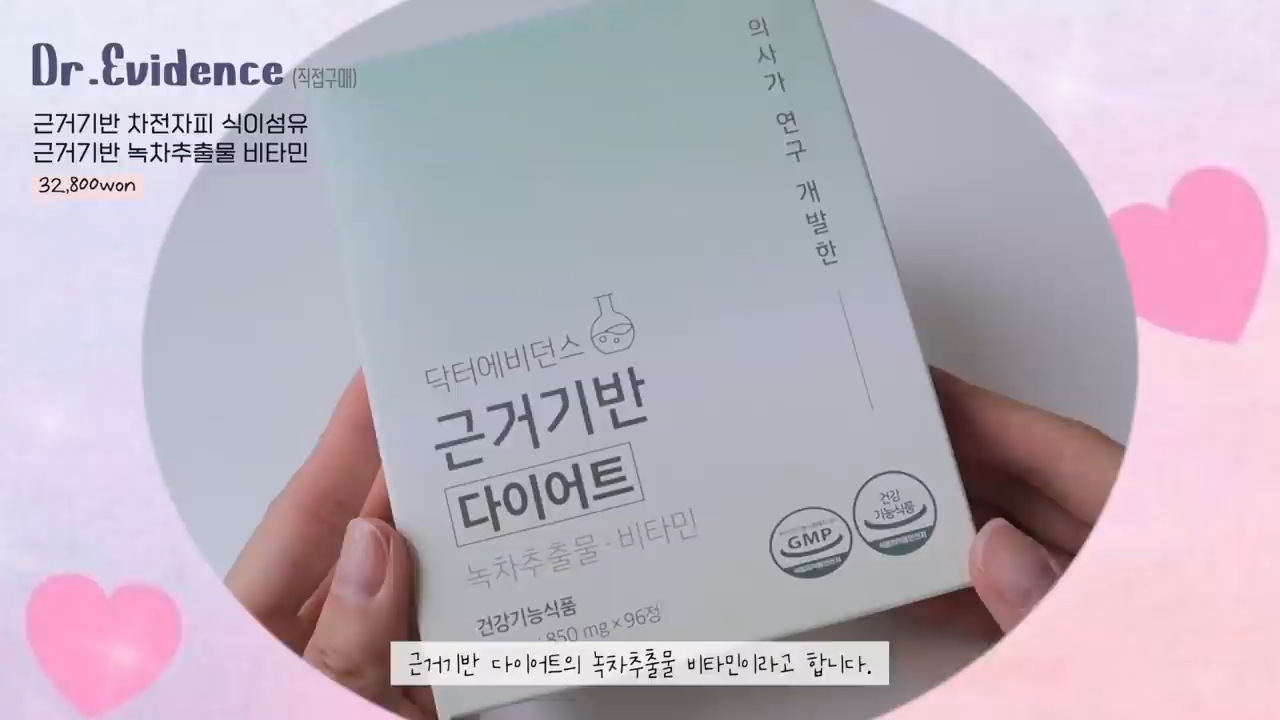 Dr.Evidence (직접구매)
근거기반 차전자피 식이섬유
근거기반 녹차추출물 비타민
32,800won
의사가 연구 개발한
닥터에비던스
근거기반
다이어트
녹차추출물·비타민
건강기능식품
850 mg×96정
GMP
건강
기능식품
근거기반 다이어트의 녹차추출물 비타민이라고 합니다.